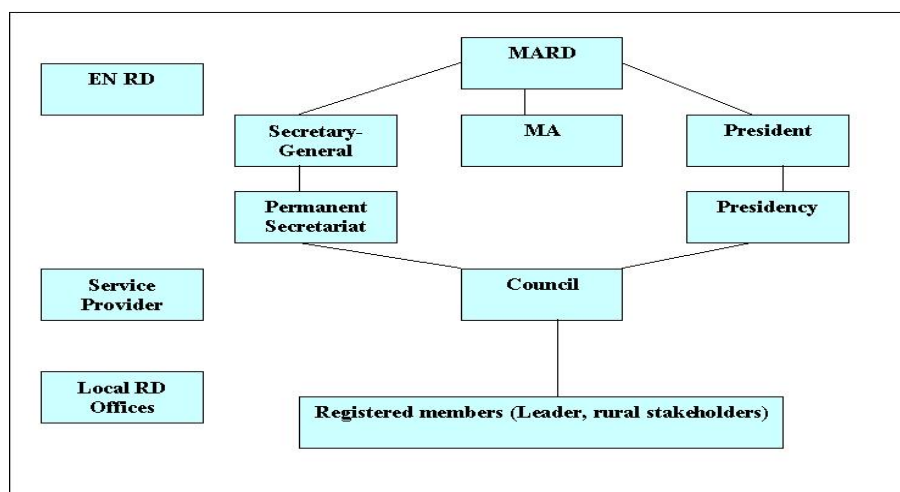 MARD
EN RD
Secretary-
General
MA
President
Permanent
Secretariat
Presidency
Service
Provider
Council
Local RD
Offices
Registered members (Leader, rural stakeholders)